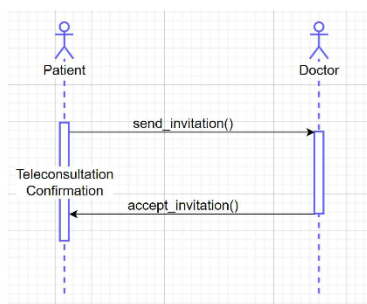 Patient
Doctor
send_invitation()
Teleconsultation
Confirmation
accept_invitation()